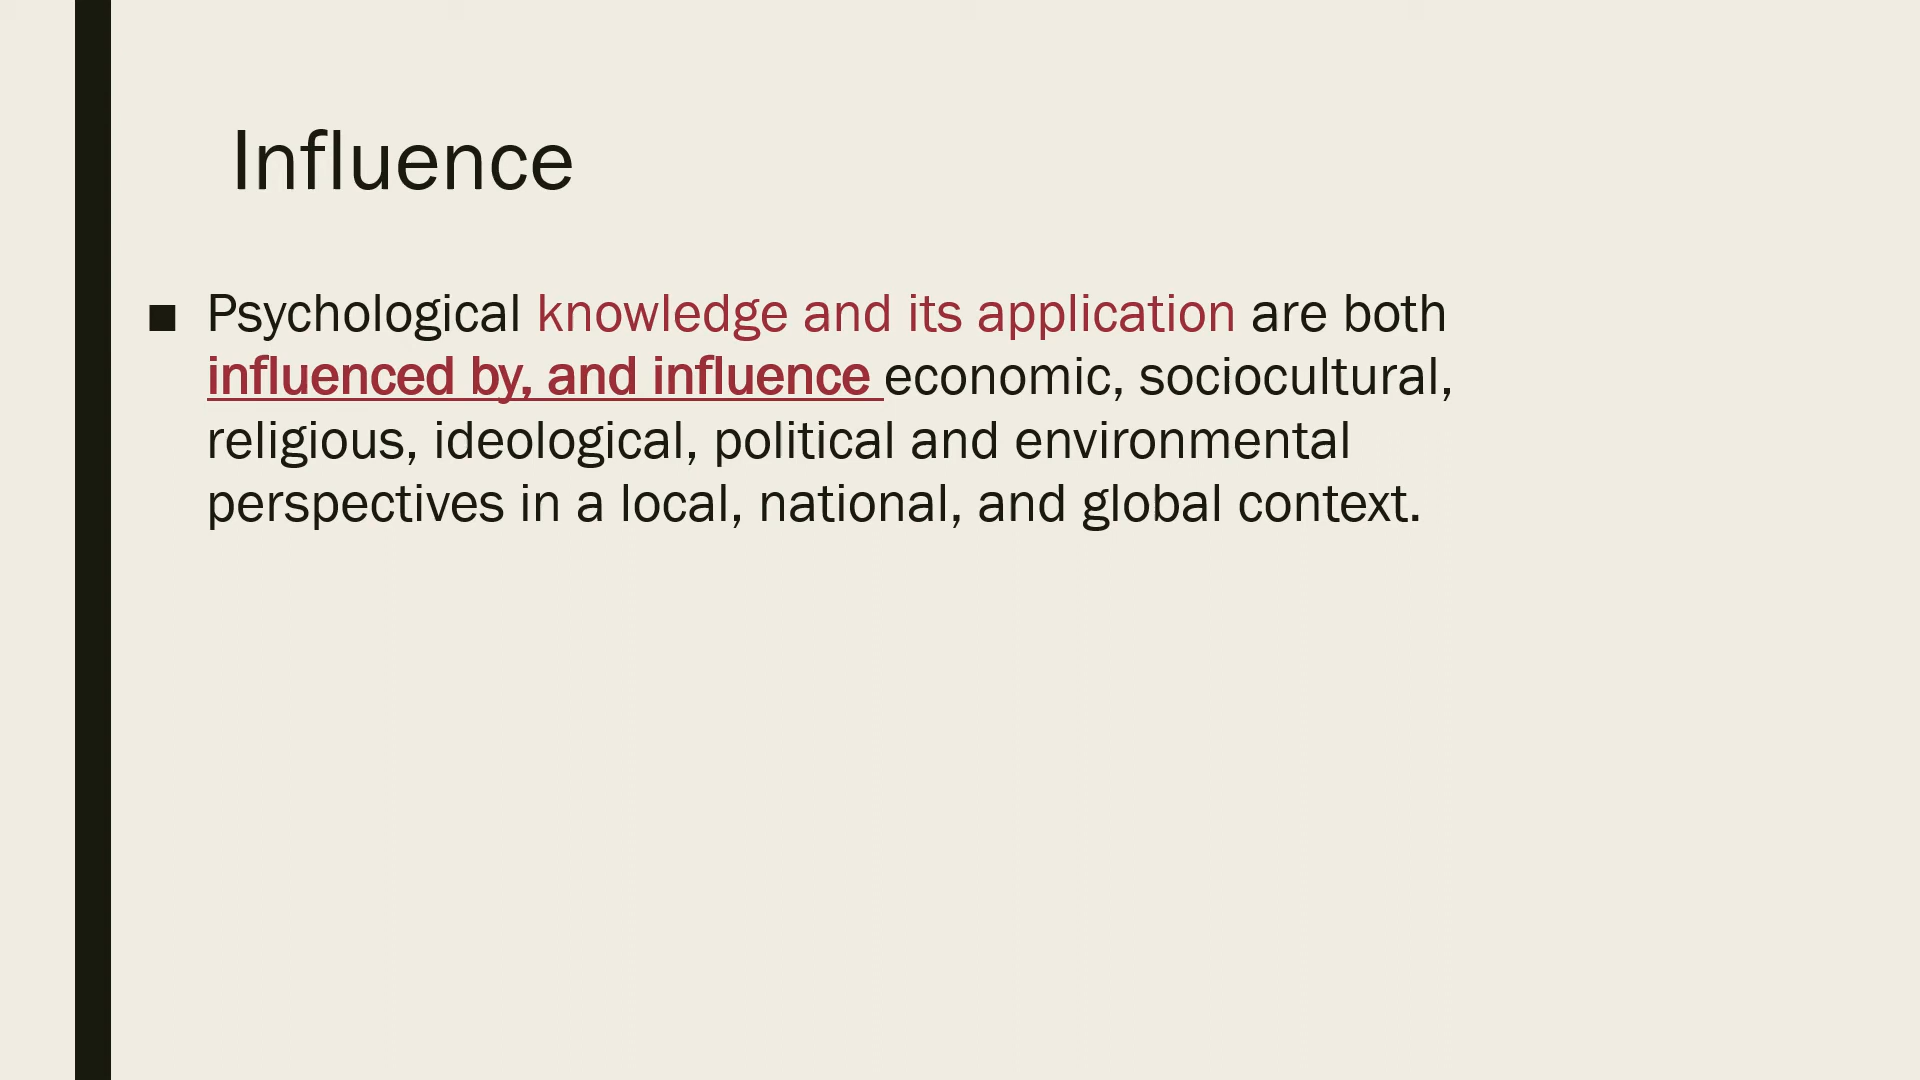 Influence
Psychological knowledge and its application are both
influenced by, and influence economic, sociocultural,
religious, ideological, political and environmental
perspectives in a local, national, and global context.